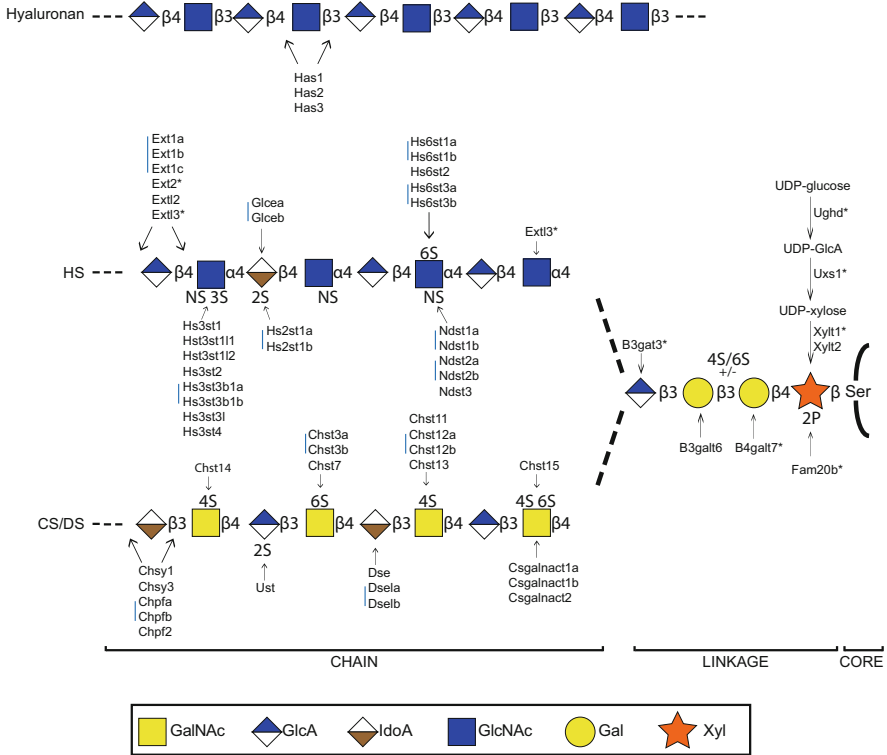 Hyaluronan β4 β3 β4 β3 β4 β3 β4 β3 β4 β3
Has1
Has2
Has3
Ext1a
Ext1b
Ext1c
Ext2*
Extl2
Extl3*
Glcea
Glceb
Hs6st1a
Hs6st1b
Hs6st2
Hs6st3a
Hs6st3b
Extl3*
6S
HS β4 α4 β4 α4 β4 α4 β4 α4
NS 3S 2S NS NS
Hs3st1
Hst3st1l1
Hst3st1l2
Hs3st2
Hs3st3b1a
Hs3st3b1b
Hs3st3l
Hs3st4
Hs2st1a
Hs2st1b
Ndst1a
Ndst1b
Ndst2a
Ndst2b
Ndst3
UDP-glucose
Ughd*
UDP-GlcA
Uxs1*
UDP-xylose
Xylt1*
Xylt2
B3gat3*
4S/6S
+/-
β3 β3 β4 β Ser
2P
B3galt6
B4galt7*
Fam20b*
Chst14
Chst3a
Chst3b
Chst7
Chst11
Chst12a
Chst12b
Chst13
Chst15
4S 6S 4S 4S 6S
CS/DS β3 β4 β3 β4 β3 β4 β3 β4
2S
Chsy1
Chsy3
Chpfa
Chpfb
Chpf2
Ust
Dse
Dsela
Dselb
Csgalnact1a
Csgalnact1b
Csgalnact2
CHAIN LINKAGE CORE
GalNAc GlcA IdoA GlcNAc Gal Xyl